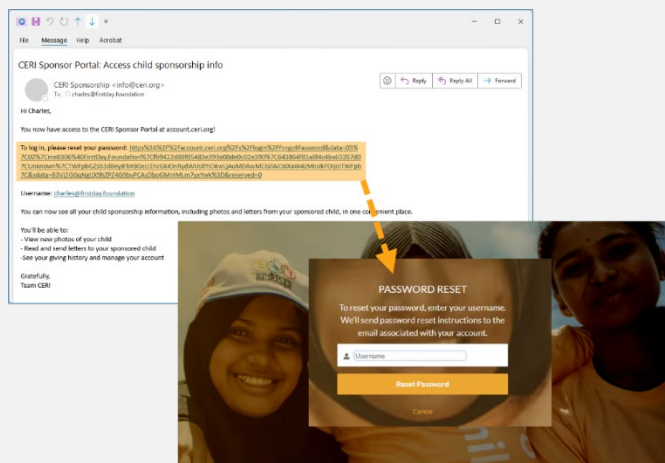 File Message Help Acrobat
CERI Sponsor Portal: Access child sponsorship info
CERI Sponsorship <info@ceri.org>
To charles@firstday.foundation
Reply Reply All Forward
Hi Charles,
You now have access to the CERI Sponsor Portal at account.ceri.org!
To log in, please reset your password:
Username: charles@firstday.foundation
You can now see all your child sponsorship information, including photos and letters from your sponsored child, in one convenient place.
You'll be able to:
- View new photos of your child
- Read and send letters to your sponsored child
-See your giving history and manage your account
Gratefully,
Team CERI
SPORTS
PASSWORD RESET
To reset your password, enter your username.
We'll send password reset instructions to the
email associated with your account.
Username
Reset Password
Cancel